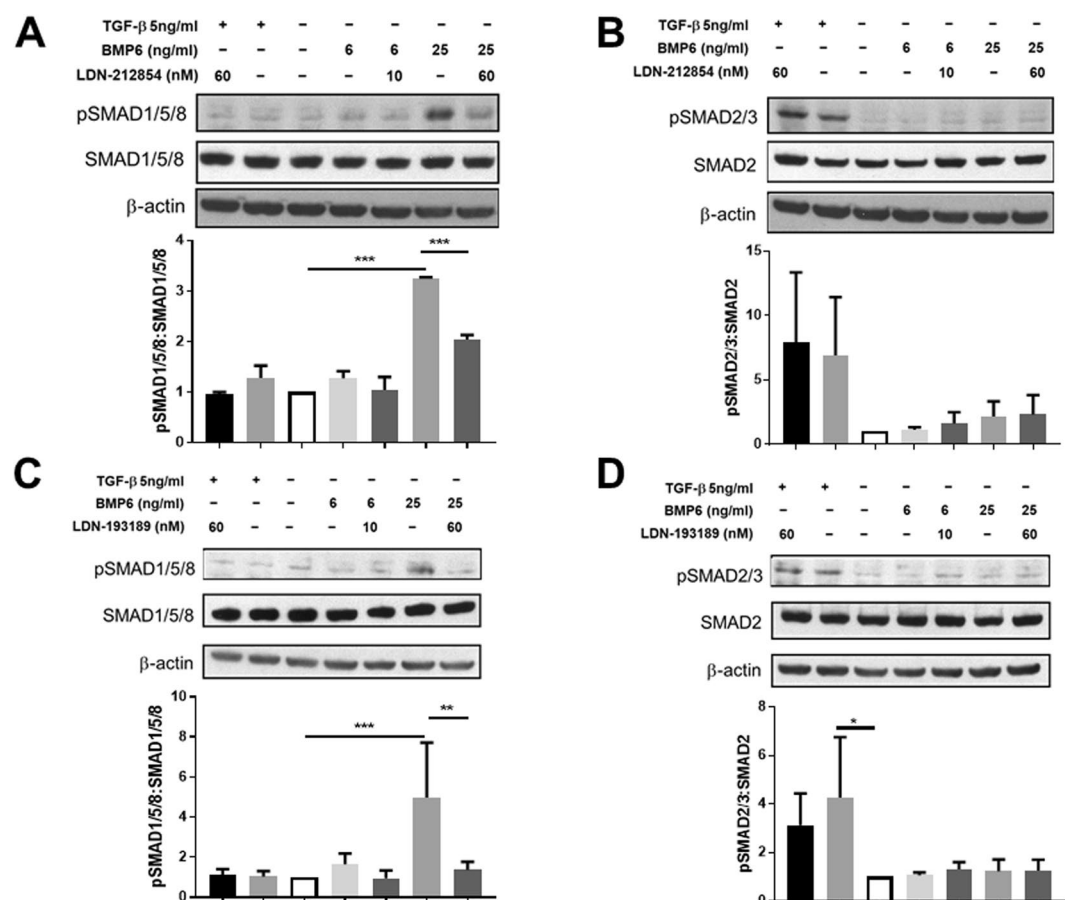 A
TGF-β 5ng/ml + + – – – – –
BMP6 (ng/ml) – – – 6 6 25 25
LDN-212854 (nM) 60 – – – 10 – 60
pSMAD1/5/8
SMAD1/5/8
β-actin
pSMAD1/5/8:SMAD1/5/8
4
3
2
1
0
***
***
B
TGF-β 5ng/ml + + – – – – –
BMP6 (ng/ml) – – – 6 6 25 25
LDN-212854 (nM) 60 – – – 10 – 60
pSMAD2/3
SMAD2
β-actin
pSMAD2/3:SMAD2
15
10
5
0
C
TGF-β 5ng/ml + + – – – – –
BMP6 (ng/ml) – – – 6 6 25 25
LDN-193189 (nM) 60 – – – 10 – 60
pSMAD1/5/8
SMAD1/5/8
β-actin
pSMAD1/5/8:SMAD1/5/8
10
8
6
4
2
0
***
**
D
TGF-β 5ng/ml + + – – – – –
BMP6 (ng/ml) – – – 6 6 25 25
LDN-193189 (nM) 60 – – – 10 – 60
pSMAD2/3
SMAD2
β-actin
pSMAD2/3:SMAD2
8
6
4
2
0
*